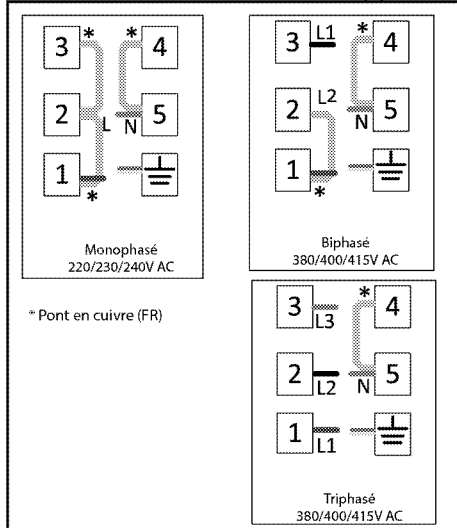 3 * * 4
2 L N 5
1 *
Monophasé
220/230/240V AC
3 L1 * 4
2 L2 N 5
1 *
Biphasé
380/400/415V AC
* Pont en cuivre (FR)
3 L3 * 4
2 L2 N 5
1 L1
Triphasé
380/400/415V AC